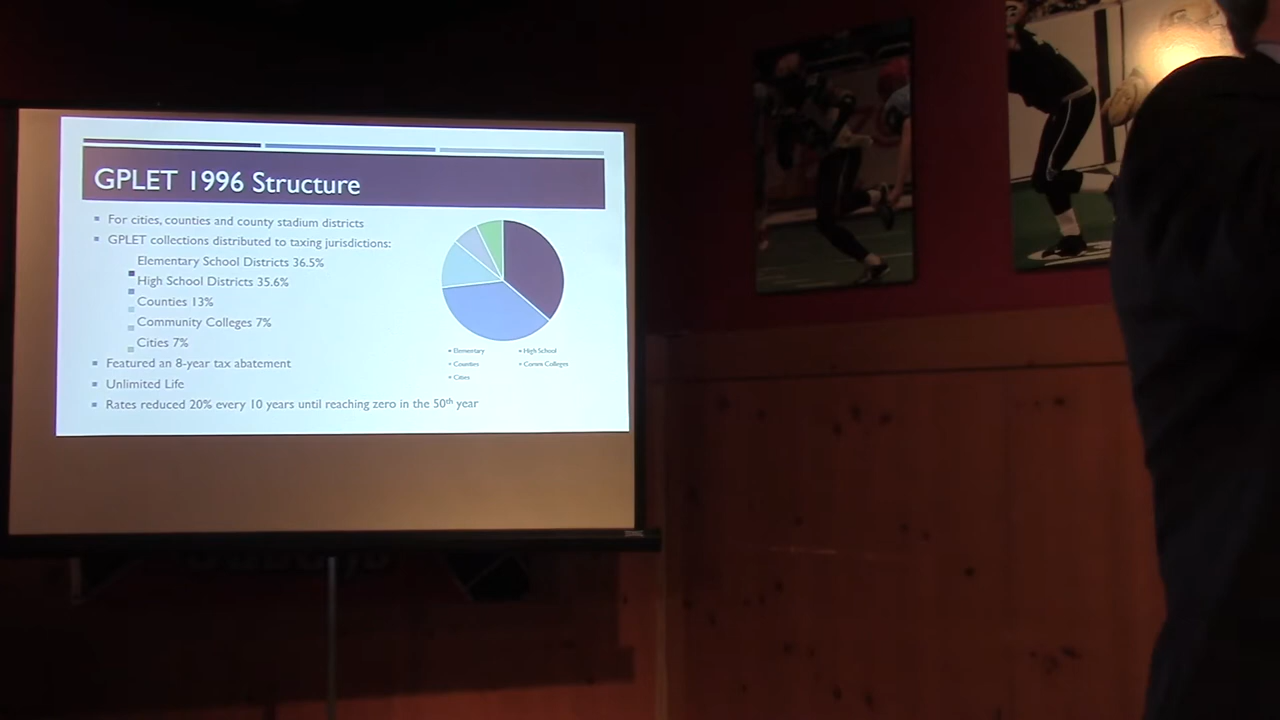 GPLET 1996 Structure
For cities, counties and county stadium districts
GPLET collections distributed to taxing jurisdictions:
Elementary School Districts 36.5%
High School Districts 35.6%
Counties 13%
Community Colleges 7%
Cities 7%
Featured an 8-year tax abatement
Unlimited Life
Rates reduced 20% every 10 years until reaching zero in the 50th year
Elementary High School
Counties Comm Colleges
Cities